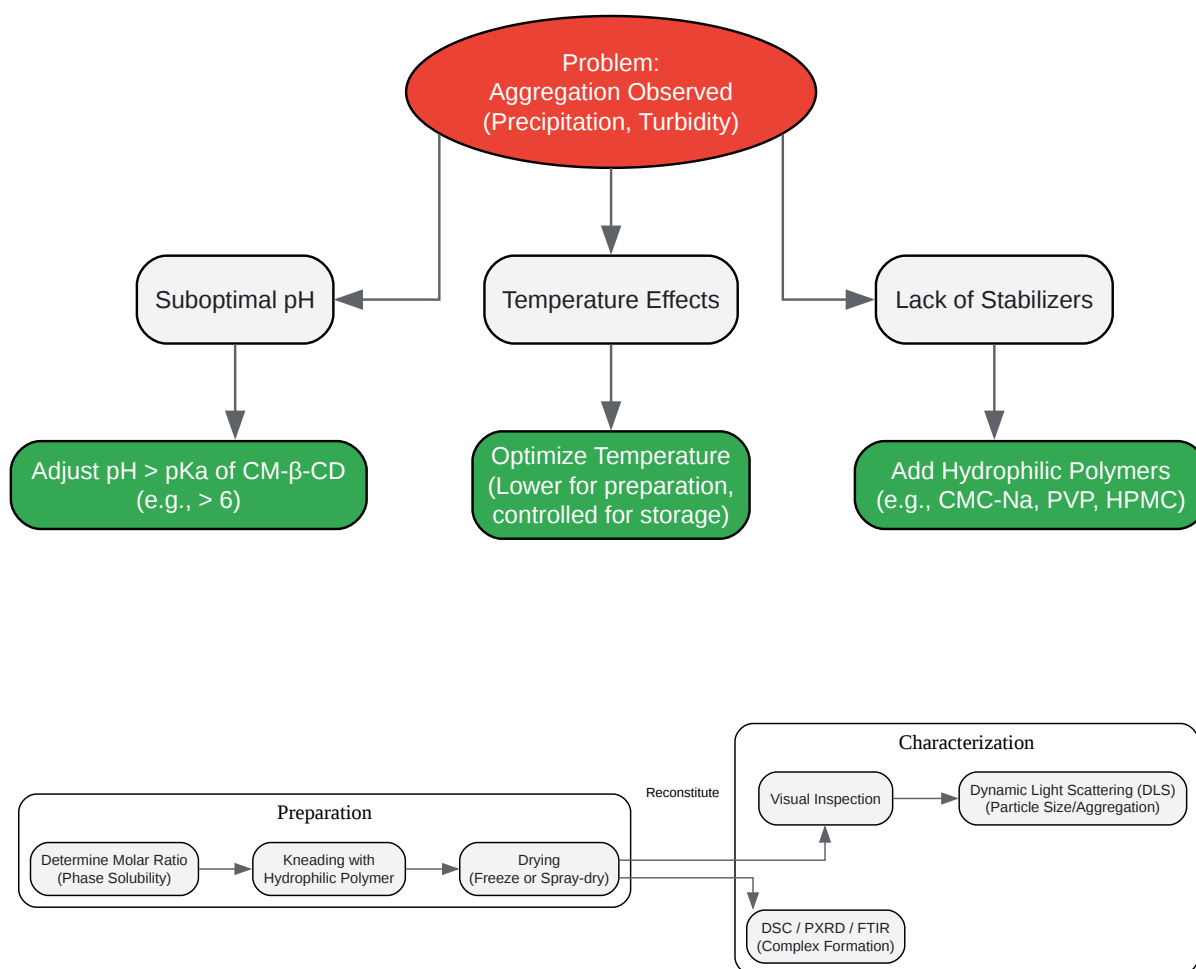 Problem:
Aggregation Observed
(Precipitation, Turbidity)
Suboptimal pH
Temperature Effects
Lack of Stabilizers
Adjust pH > pKa of CM-β-CD
(e.g., > 6)
Optimize Temperature
(Lower for preparation,
controlled for storage)
Add Hydrophilic Polymers
(e.g., CMC-Na, PVP, HPMC)
Preparation
Determine Molar Ratio
(Phase Solubility)
Kneading with
Hydrophilic Polymer
Drying
(Freeze or Spray-dry)
Reconstitute
Characterization
Visual Inspection
Dynamic Light Scattering (DLS)
(Particle Size/Aggregation)
DSC / PXRD / FTIR
(Complex Formation)